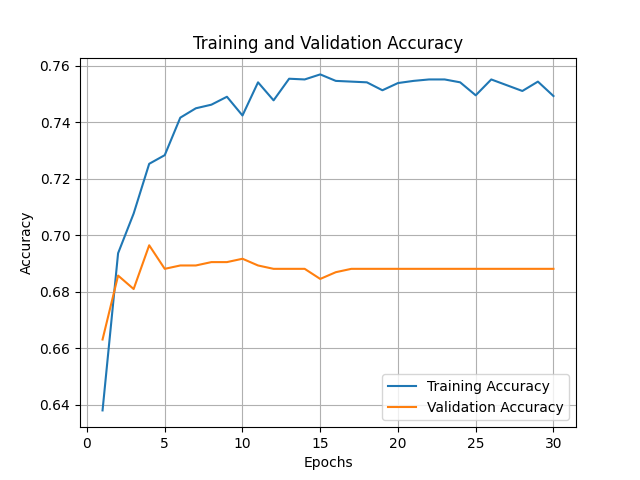 Training and Validation Accuracy
Accuracy
0.76
0.74
0.72
0.70
0.68
0.66
0.64
0 5 10 15 20 25 30
Epochs
Training Accuracy
Validation Accuracy